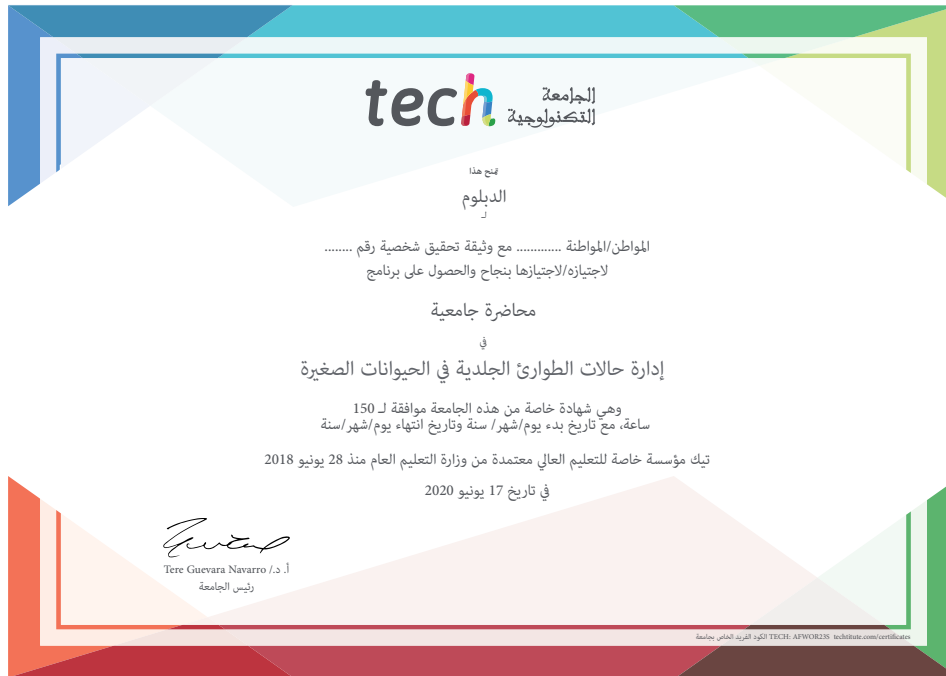 tech الجامعة
التكنولوجية
تمنح هذا
الدبلوم
لـ
المواطن/المواطنة ............. مع وثيقة تحقيق شخصية رقم ........
لاجتيازه/لاجتيازها بنجاح والحصول على برنامج
محاضرة جامعية
في
إدارة حالات الطوارئ الجلدية في الحيوانات الصغيرة
وهي شهادة خاصة من هذه الجامعة موافقة لـ 150
ساعة، مع تاريخ بدء يوم/شهر/ سنة وتاريخ انتهاء يوم/شهر/سنة
تيك مؤسسة خاصة للتعليم العالي معتمدة من وزارة التعليم العام منذ 28 يونيو 2018
في تاريخ 17 يونيو 2020
أ. د./ Tere Guevara Navarro
رئيس الجامعة
الكود الفريد الخاص بجامعة TECH: AFWOR23S techtitute.com/certificates